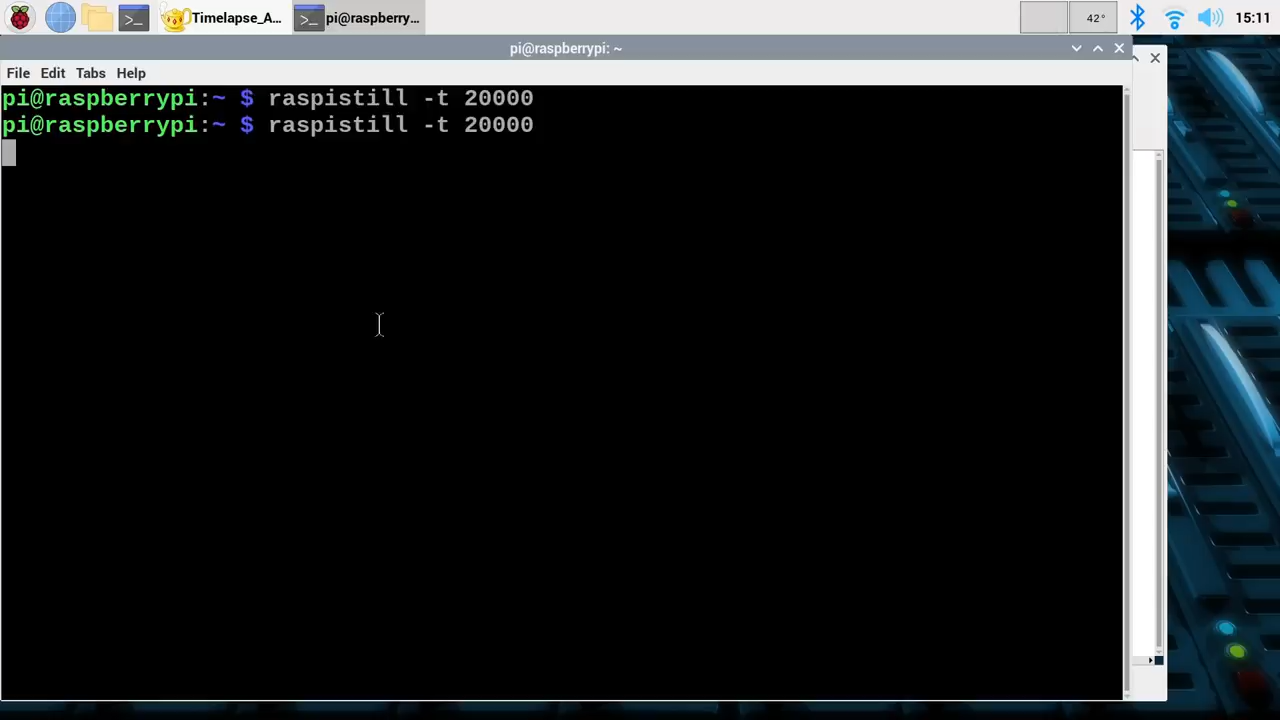 Timelapse_A...
pi@raspberry...
42°
15:11
pi@raspberrypi: ~
File Edit Tabs Help
pi@raspberrypi:~ $ raspistill -t 20000
pi@raspberrypi:~ $ raspistill -t 20000